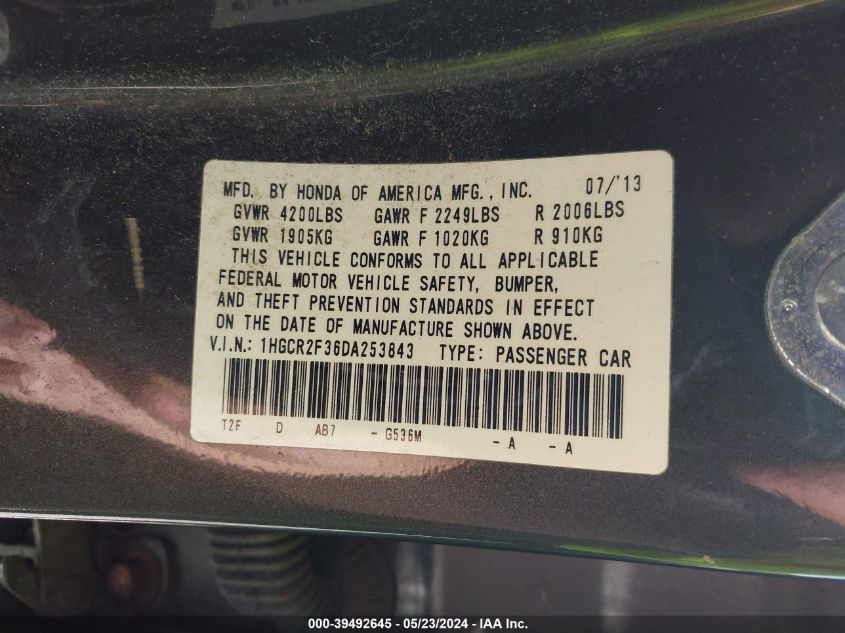 MFD. BY HONDA OF AMERICA MFG., INC. 07/'13
GVWR 4200LBS GAWR F 2249LBS R 2006LBS
GVWR 1905KG GAWR F 1020KG R 910KG
THIS VEHICLE CONFORMS TO ALL APPLICABLE
FEDERAL MOTOR VEHICLE SAFETY, BUMPER,
AND THEFT PREVENTION STANDARDS IN EFFECT
ON THE DATE OF MANUFACTURE SHOWN ABOVE.
V.I.N.: 1HGCR2F36DA253843 TYPE: PASSENGER CAR
T2F D AB7 - G536M - A - A
000-39492645 - 05/23/2024 - IAA Inc.